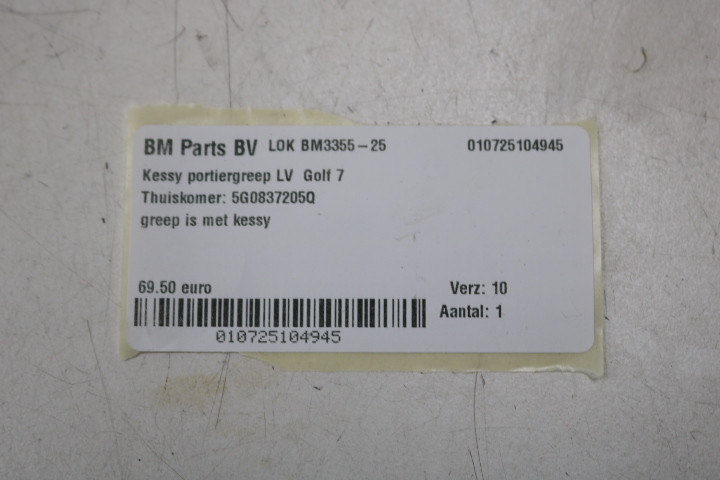 BM Parts BV LOK BM3355-25 010725104945
Kessy portiergreep LV Golf 7
Thuiskomer: 5G0837205Q
greep is met kessy
69.50 euro Verz: 10
Aantal: 1
010725104945